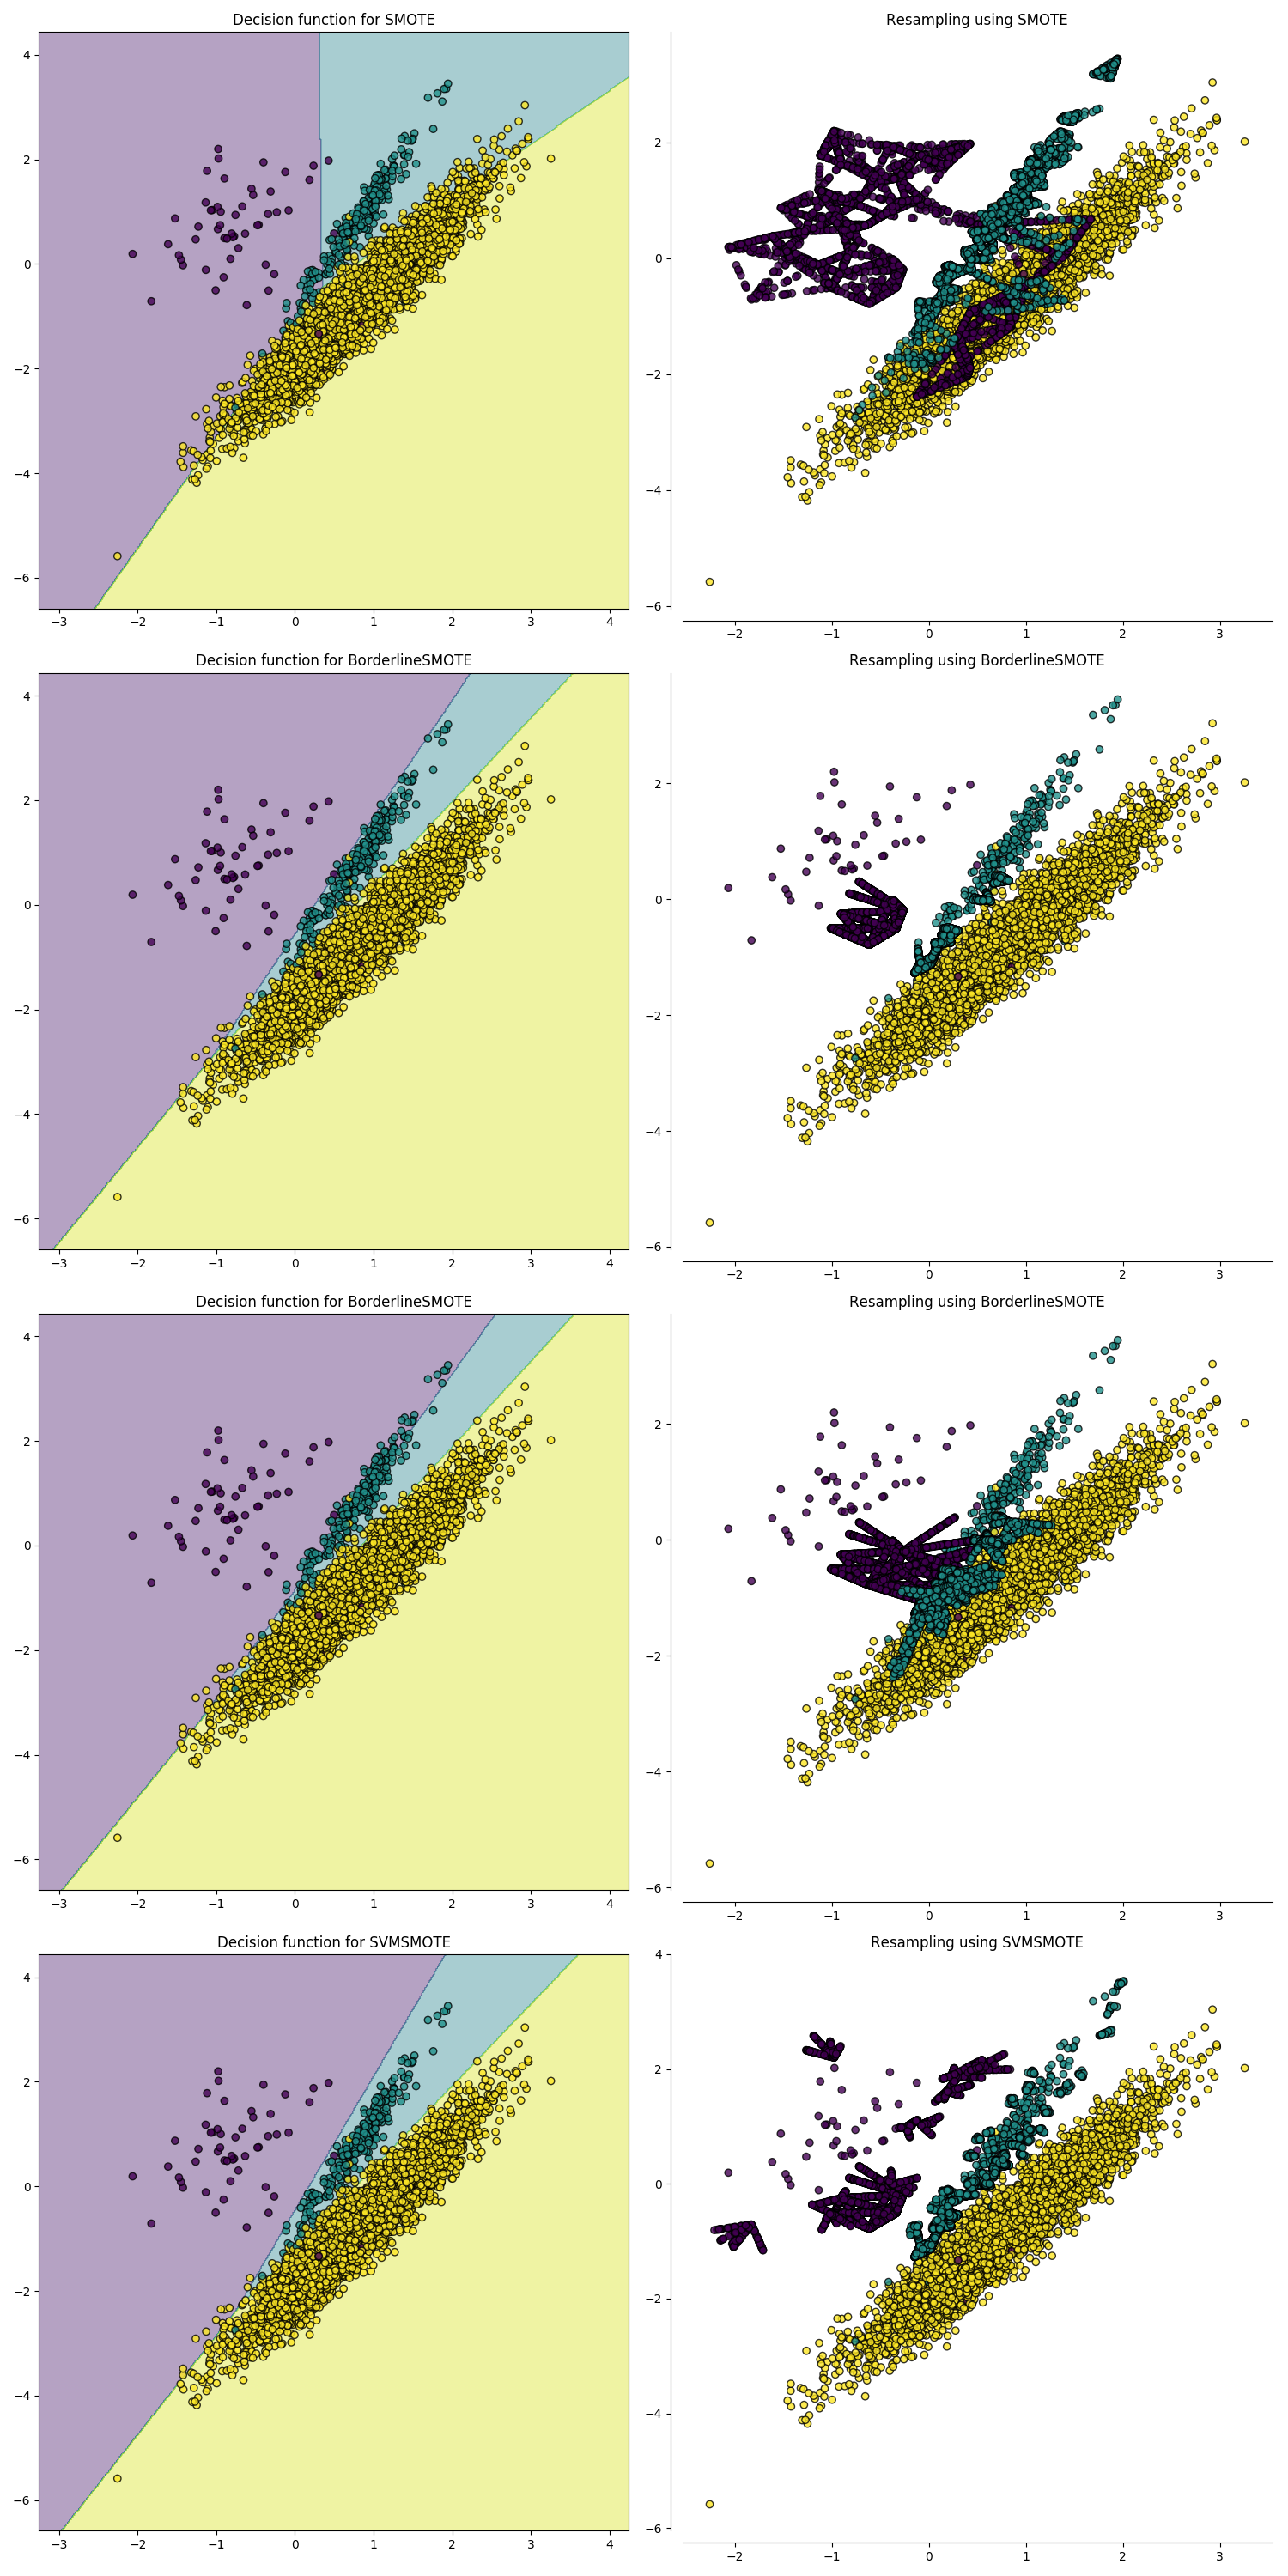 Decision function for SMOTE
4
2
0
−2
−4
−6
−3 −2 −1 0 1 2 3 4
Resampling using SMOTE
2
0
−2
−4
−6
−2 −1 0 1 2 3
Decision function for BorderlineSMOTE
4
2
0
−2
−4
−6
−3 −2 −1 0 1 2 3 4
Resampling using BorderlineSMOTE
2
0
−2
−4
−6
−2 −1 0 1 2 3
Decision function for BorderlineSMOTE
4
2
0
−2
−4
−6
−3 −2 −1 0 1 2 3 4
Resampling using BorderlineSMOTE
2
0
−2
−4
−6
−2 −1 0 1 2 3
Decision function for SVMSMOTE
4
2
0
−2
−4
−6
−3 −2 −1 0 1 2 3 4
Resampling using SVMSMOTE
4
2
0
−2
−4
−6
−2 −1 0 1 2 3